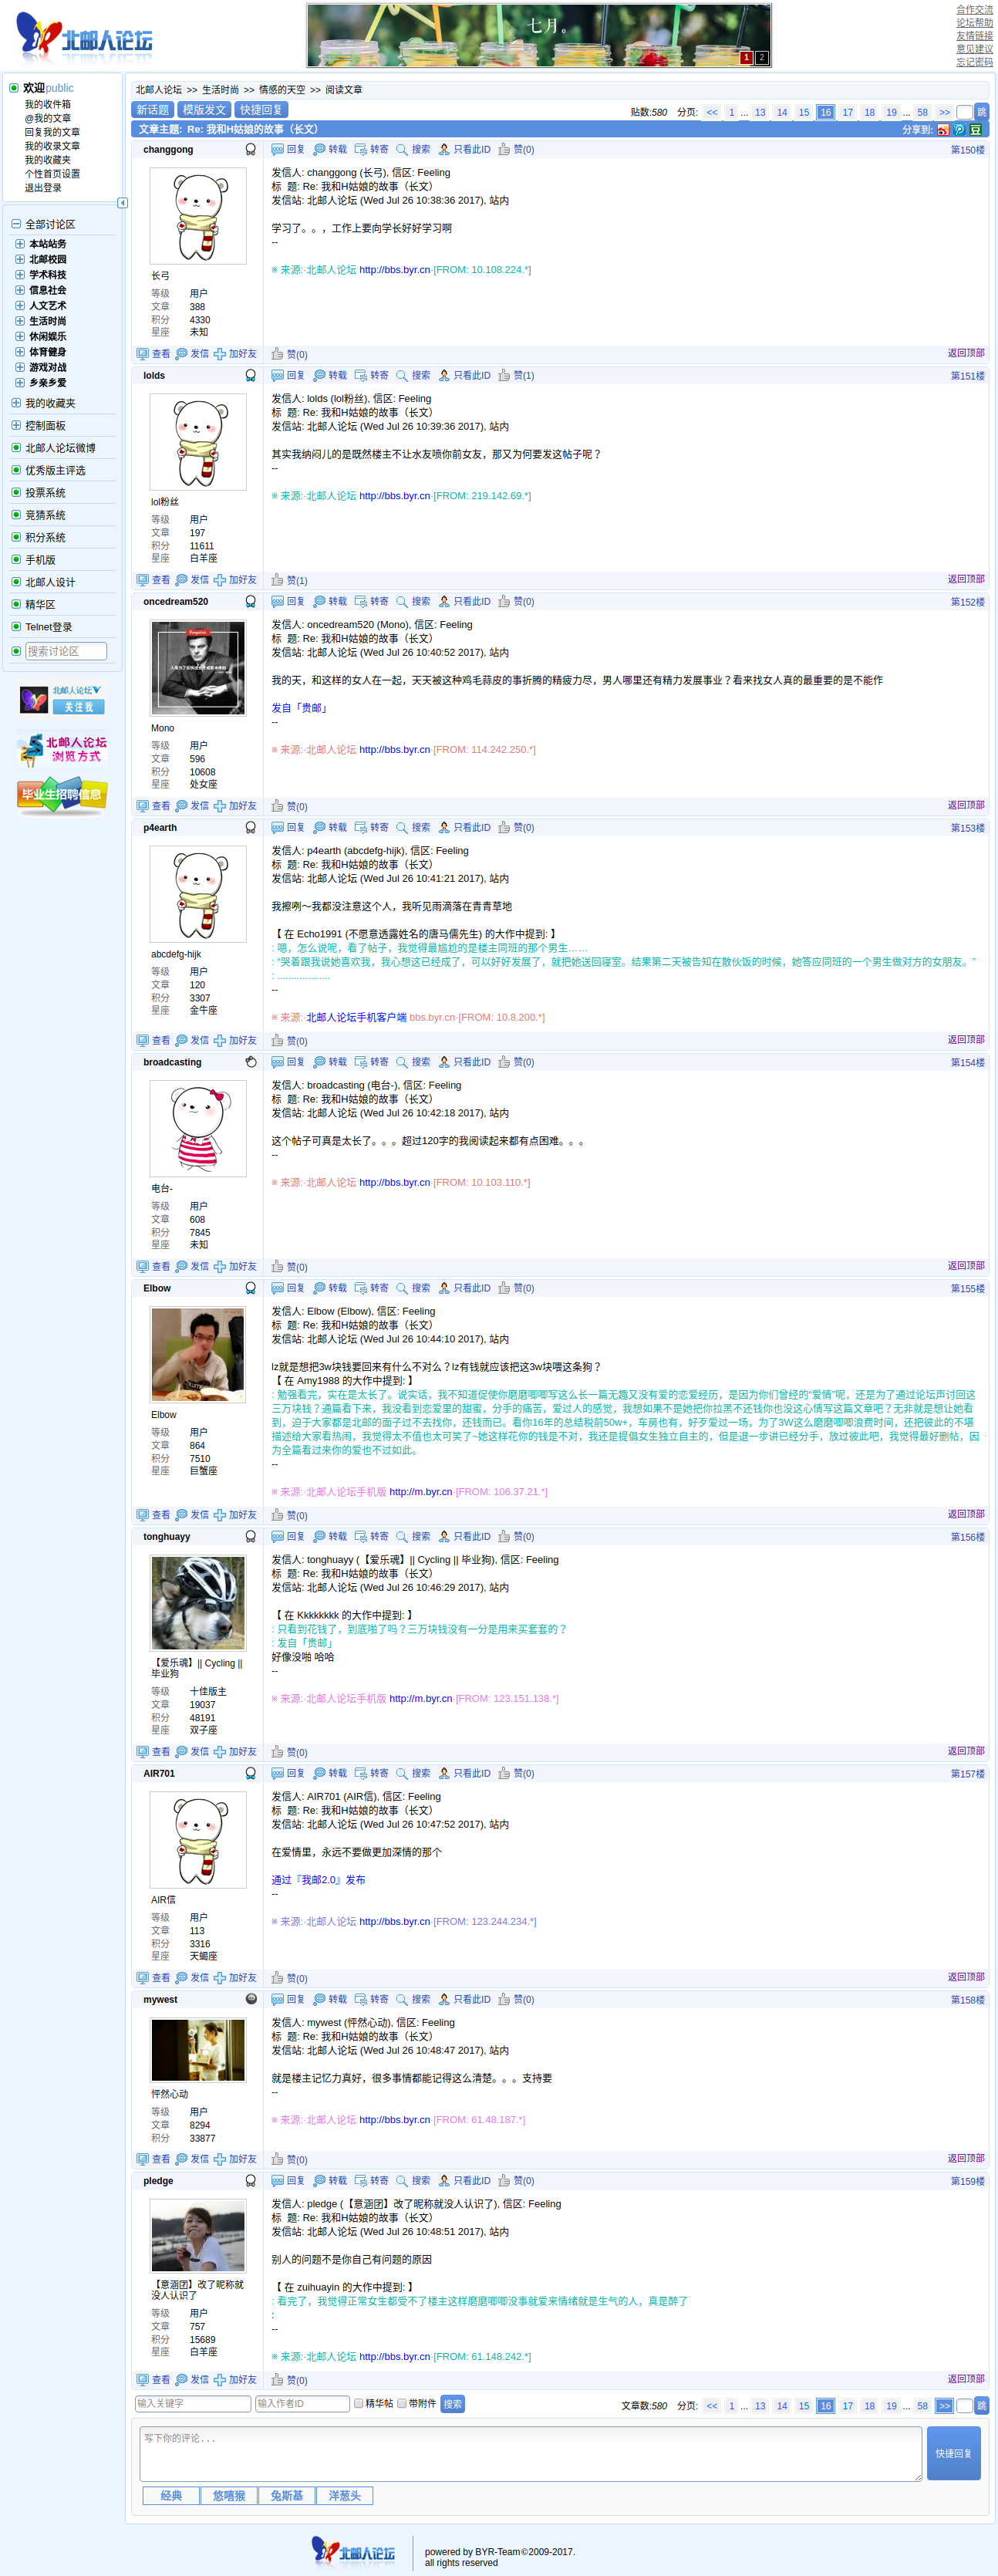 北邮人论坛
七月。
1 2
合作交流
论坛帮助
友情链接
意见建议
忘记密码
欢迎public
我的收件箱
@我的文章
回复我的文章
我的收录文章
我的收藏夹
个性首页设置
退出登录
全部讨论区
本站站务
北邮校园
学术科技
信息社会
人文艺术
生活时尚
休闲娱乐
体育健身
游戏对战
乡亲乡爱
我的收藏夹
控制面板
北邮人论坛微博
优秀版主评选
投票系统
竞猜系统
积分系统
手机版
北邮人设计
精华区
Telnet登录
搜索讨论区
北邮人论坛
关注我
北邮人论坛
浏览方式
毕业生招聘信息
北邮人论坛 >> 生活时尚 >> 情感的天空 >> 阅读文章
新话题 模版发文 快捷回复
贴数:580 分页: << 1 ... 13 14 15 16 17 18 19 ... 58 >> 跳
文章主题: Re: 我和H姑娘的故事（长文）
分享到:
changgong
回复 转载 转寄 搜索 只看此ID 赞(0)
第150楼
长弓
等级 用户
文章 388
积分 4330
星座 未知
发信人: changgong (长弓), 信区: Feeling
标 题: Re: 我和H姑娘的故事（长文）
发信站: 北邮人论坛 (Wed Jul 26 10:38:36 2017), 站内
学习了。。，工作上要向学长好好学习啊
--
※ 来源:·北邮人论坛 http://bbs.byr.cn·[FROM: 10.108.224.*]
查看 发信 加好友 赞(0) 返回顶部
lolds
回复 转载 转寄 搜索 只看此ID 赞(1)
第151楼
lol粉丝
等级 用户
文章 197
积分 11611
星座 白羊座
发信人: lolds (lol粉丝), 信区: Feeling
标 题: Re: 我和H姑娘的故事（长文）
发信站: 北邮人论坛 (Wed Jul 26 10:39:36 2017), 站内
其实我纳闷儿的是既然楼主不让水友喷你前女友，那又为何要发这帖子呢？
--
※ 来源:·北邮人论坛 http://bbs.byr.cn·[FROM: 219.142.69.*]
查看 发信 加好友 赞(1) 返回顶部
oncedream520
回复 转载 转寄 搜索 只看此ID 赞(0)
第152楼
Mono
等级 用户
文章 596
积分 10608
星座 处女座
发信人: oncedream520 (Mono), 信区: Feeling
标 题: Re: 我和H姑娘的故事（长文）
发信站: 北邮人论坛 (Wed Jul 26 10:40:52 2017), 站内
我的天，和这样的女人在一起，天天被这种鸡毛蒜皮的事折腾的精疲力尽，男人哪里还有精力发展事业？看来找女人真的最重要的是不能作
发自「贵邮」
--
※ 来源:·北邮人论坛 http://bbs.byr.cn·[FROM: 114.242.250.*]
查看 发信 加好友 赞(0) 返回顶部
p4earth
回复 转载 转寄 搜索 只看此ID 赞(0)
第153楼
abcdefg-hijk
等级 用户
文章 120
积分 3307
星座 金牛座
发信人: p4earth (abcdefg-hijk), 信区: Feeling
标 题: Re: 我和H姑娘的故事（长文）
发信站: 北邮人论坛 (Wed Jul 26 10:41:21 2017), 站内
我擦咧～我都没注意这个人，我听见雨滴落在青青草地
【 在 Echo1991 (不愿意透露姓名的唐马儒先生) 的大作中提到: 】
: 嗯，怎么说呢，看了帖子，我觉得最尴尬的是楼主同班的那个男生……
: “哭着跟我说她喜欢我，我心想这已经成了，可以好好发展了，就把她送回寝室。结果第二天被告知在散伙饭的时候，她答应同班的一个男生做对方的女朋友。”
: ...................
--
※ 来源:·北邮人论坛手机客户端 bbs.byr.cn·[FROM: 10.8.200.*]
查看 发信 加好友 赞(0) 返回顶部
broadcasting
回复 转载 转寄 搜索 只看此ID 赞(0)
第154楼
电台-
等级 用户
文章 608
积分 7845
星座 未知
发信人: broadcasting (电台-), 信区: Feeling
标 题: Re: 我和H姑娘的故事（长文）
发信站: 北邮人论坛 (Wed Jul 26 10:42:18 2017), 站内
这个帖子可真是太长了。。。超过120字的我阅读起来都有点困难。。。
--
※ 来源:·北邮人论坛 http://bbs.byr.cn·[FROM: 10.103.110.*]
查看 发信 加好友 赞(0) 返回顶部
Elbow
回复 转载 转寄 搜索 只看此ID 赞(0)
第155楼
Elbow
等级 用户
文章 864
积分 7510
星座 巨蟹座
发信人: Elbow (Elbow), 信区: Feeling
标 题: Re: 我和H姑娘的故事（长文）
发信站: 北邮人论坛 (Wed Jul 26 10:44:10 2017), 站内
lz就是想把3w块钱要回来有什么不对么？lz有钱就应该把这3w块喂这条狗？
【 在 Amy1988 的大作中提到: 】
: 勉强看完，实在是太长了。说实话，我不知道促使你磨磨唧唧写这么长一篇无趣又没有爱的恋爱经历，是因为你们曾经的“爱情”呢，还是为了通过论坛声讨回这
三万块钱？通篇看下来，我没看到恋爱里的甜蜜，分手的痛苦，爱过人的感觉，我想如果不是她把你拉黑不还钱你也没这心情写这篇文章吧？无非就是想让她看
到，迫于大家都是北邮的面子过不去找你，还钱而已。看你16年的总结税前50w+，车房也有，好歹爱过一场，为了3W这么磨磨唧唧浪费时间，还把彼此的不堪
描述给大家看热闹，我觉得太不值也太可笑了~她这样花你的钱是不对，我还是提倡女生独立自主的，但是退一步讲已经分手，放过彼此吧，我觉得最好删帖，因
为全篇看过来你的爱也不过如此。
--
※ 来源:·北邮人论坛手机版 http://m.byr.cn·[FROM: 106.37.21.*]
查看 发信 加好友 赞(0) 返回顶部
tonghuayy
回复 转载 转寄 搜索 只看此ID 赞(0)
第156楼
【爱乐魂】|| Cycling ||
毕业狗
等级 十佳版主
文章 19037
积分 48191
星座 双子座
发信人: tonghuayy (【爱乐魂】|| Cycling || 毕业狗), 信区: Feeling
标 题: Re: 我和H姑娘的故事（长文）
发信站: 北邮人论坛 (Wed Jul 26 10:46:29 2017), 站内
【 在 Kkkkkkkk 的大作中提到: 】
: 只看到花钱了，到底啪了吗？三万块钱没有一分是用来买套套的？
: 发自「贵邮」
好像没啪 哈哈
--
※ 来源:·北邮人论坛手机版 http://m.byr.cn·[FROM: 123.151.138.*]
查看 发信 加好友 赞(0) 返回顶部
AIR701
回复 转载 转寄 搜索 只看此ID 赞(0)
第157楼
AIR信
等级 用户
文章 113
积分 3316
星座 天蝎座
发信人: AIR701 (AIR信), 信区: Feeling
标 题: Re: 我和H姑娘的故事（长文）
发信站: 北邮人论坛 (Wed Jul 26 10:47:52 2017), 站内
在爱情里，永远不要做更加深情的那个
通过『我邮2.0』发布
--
※ 来源:·北邮人论坛 http://bbs.byr.cn·[FROM: 123.244.234.*]
查看 发信 加好友 赞(0) 返回顶部
mywest
回复 转载 转寄 搜索 只看此ID 赞(0)
第158楼
怦然心动
等级 用户
文章 8294
积分 33877
发信人: mywest (怦然心动), 信区: Feeling
标 题: Re: 我和H姑娘的故事（长文）
发信站: 北邮人论坛 (Wed Jul 26 10:48:47 2017), 站内
就是楼主记忆力真好，很多事情都能记得这么清楚。。。支持要
--
※ 来源:·北邮人论坛 http://bbs.byr.cn·[FROM: 61.48.187.*]
查看 发信 加好友 赞(0) 返回顶部
pledge
回复 转载 转寄 搜索 只看此ID 赞(0)
第159楼
【意涵团】改了昵称就
没人认识了
等级 用户
文章 757
积分 15689
星座 白羊座
发信人: pledge (【意涵团】改了昵称就没人认识了), 信区: Feeling
标 题: Re: 我和H姑娘的故事（长文）
发信站: 北邮人论坛 (Wed Jul 26 10:48:51 2017), 站内
别人的问题不是你自己有问题的原因
【 在 zuihuayin 的大作中提到: 】
: 看完了，我觉得正常女生都受不了楼主这样磨磨唧唧没事就爱来情绪就是生气的人，真是醉了
:
--
※ 来源:·北邮人论坛 http://bbs.byr.cn·[FROM: 61.148.242.*]
查看 发信 加好友 赞(0) 返回顶部
输入关键字 输入作者ID 精华帖 带附件 搜索
文章数:580 分页: << 1 ... 13 14 15 16 17 18 19 ... 58 >> 跳
写下你的评论...
快捷回复
经典 悠嘻猴 兔斯基 洋葱头
北邮人论坛
powered by BYR-Team©2009-2017.
all rights reserved